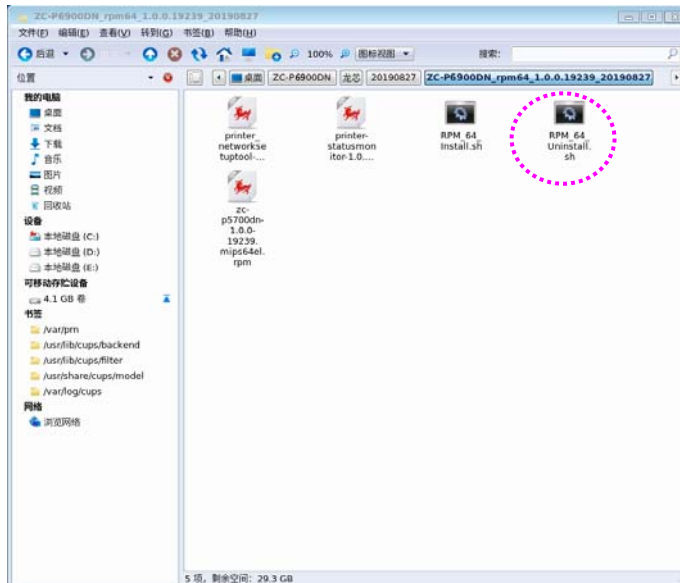 ZC-P6900DN_rpm64_1.0.0.19239_20190827
文件(F) 编辑(E) 查看(V) 转到(G) 书签(B) 帮助(H)
后退 100% 图标视图 搜索:
位置 桌面 ZC-P6900DN 龙芯 20190827 ZC-P6900DN_rpm64_1.0.0.19239_20190827
我的电脑
桌面
文档
下载
音乐
图片
视频
回收站
设备
本地磁盘 (C:)
本地磁盘 (D:)
本地磁盘 (E:)
可移动存贮设备
4.1 GB 卷
书签
/var/prn
/usr/lib/cups/backend
/usr/lib/cups/filter
/usr/share/cups/model
/var/log/cups
网络
浏览网络
printer_
networkse
tuptool-...
printer-
statusmon
itor-1.0....
RPM_64_
Install.sh
RPM_64_
Uninstall.
sh
zc-
p5700dn-
1.0.0-
19239.
mips64el.
rpm
5 项, 剩余空间: 29.3 GB